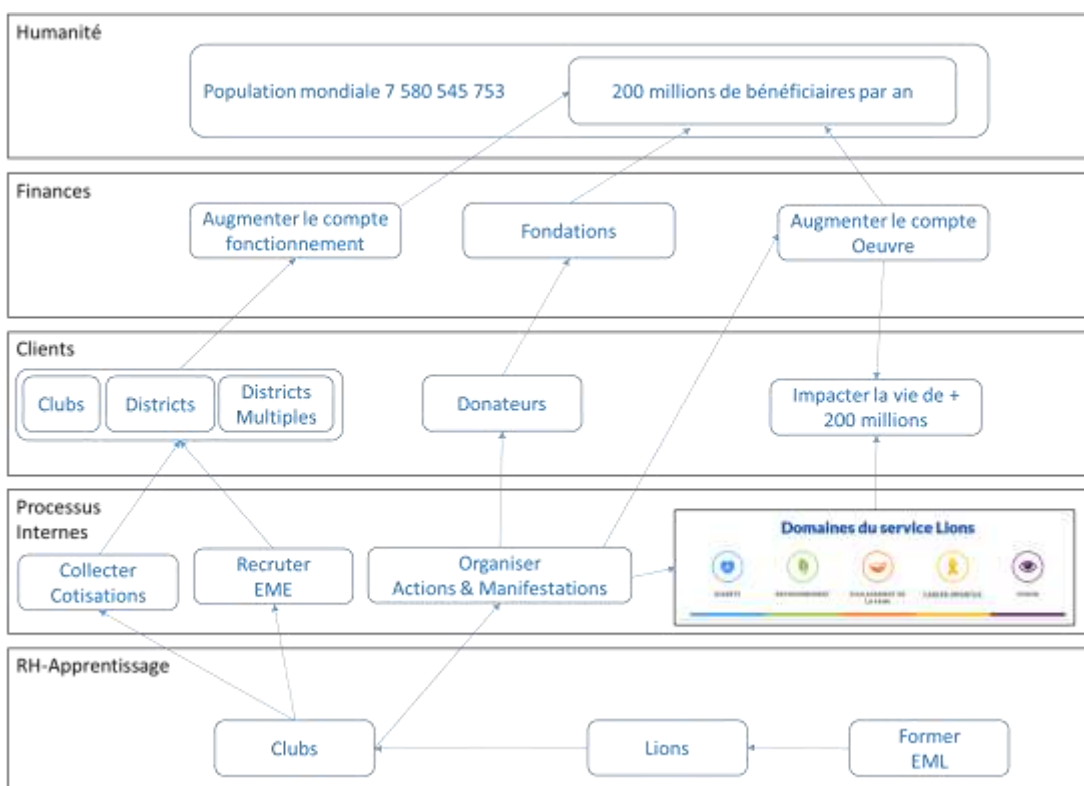 Humanité
Population mondiale 7 580 545 753
200 millions de bénéficiaires par an
Finances
Augmenter le compte
fonctionnement
Fondations
Augmenter le compte
Oeuvre
Clients
Clubs
Districts
Districts
Multiples
Donateurs
Impacter la vie de +
200 millions
Processus
Internes
Collecter
Cotisations
Recruter
EME
Organiser
Actions & Manifestations
Domaines du service Lions
RH-Apprentissage
Clubs
Lions
Former
EML